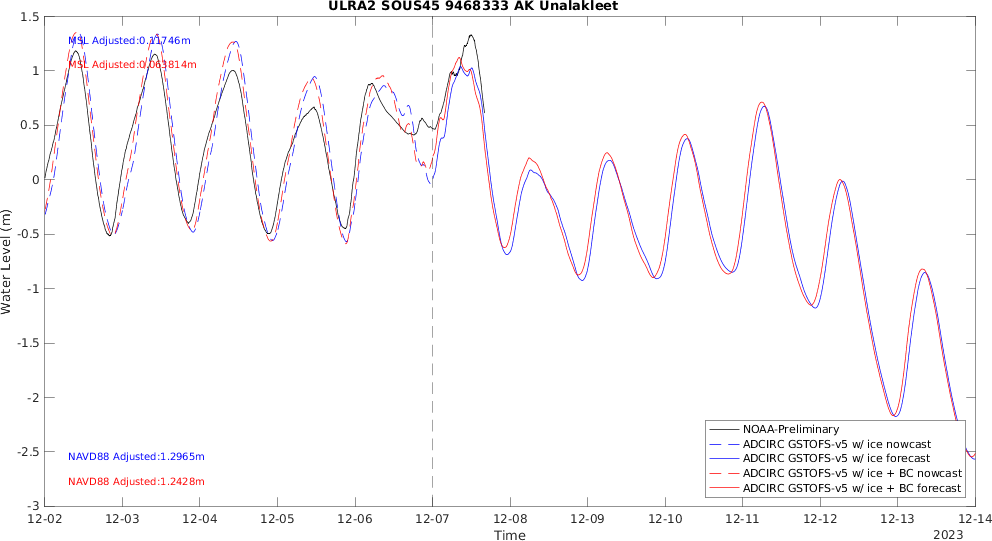 ULRA2 SOUS45 9468333 AK Unalakleet
1.5
1
0.5
0
-0.5
-1
-1.5
-2
-2.5
-3
Water Level (m)
MSL Adjusted:0.11746m
MSL Adjusted:0.063814m
NAVD88 Adjusted:1.2965m
NAVD88 Adjusted:1.2428m
NOAA-Preliminary
ADCIRC GSTOFS-v5 w/ ice nowcast
ADCIRC GSTOFS-v5 w/ ice forecast
ADCIRC GSTOFS-v5 w/ ice + BC nowcast
ADCIRC GSTOFS-v5 w/ ice + BC forecast
12-02 12-03 12-04 12-05 12-06 12-07 12-08 12-09 12-10 12-11 12-12 12-13 12-14
Time
2023